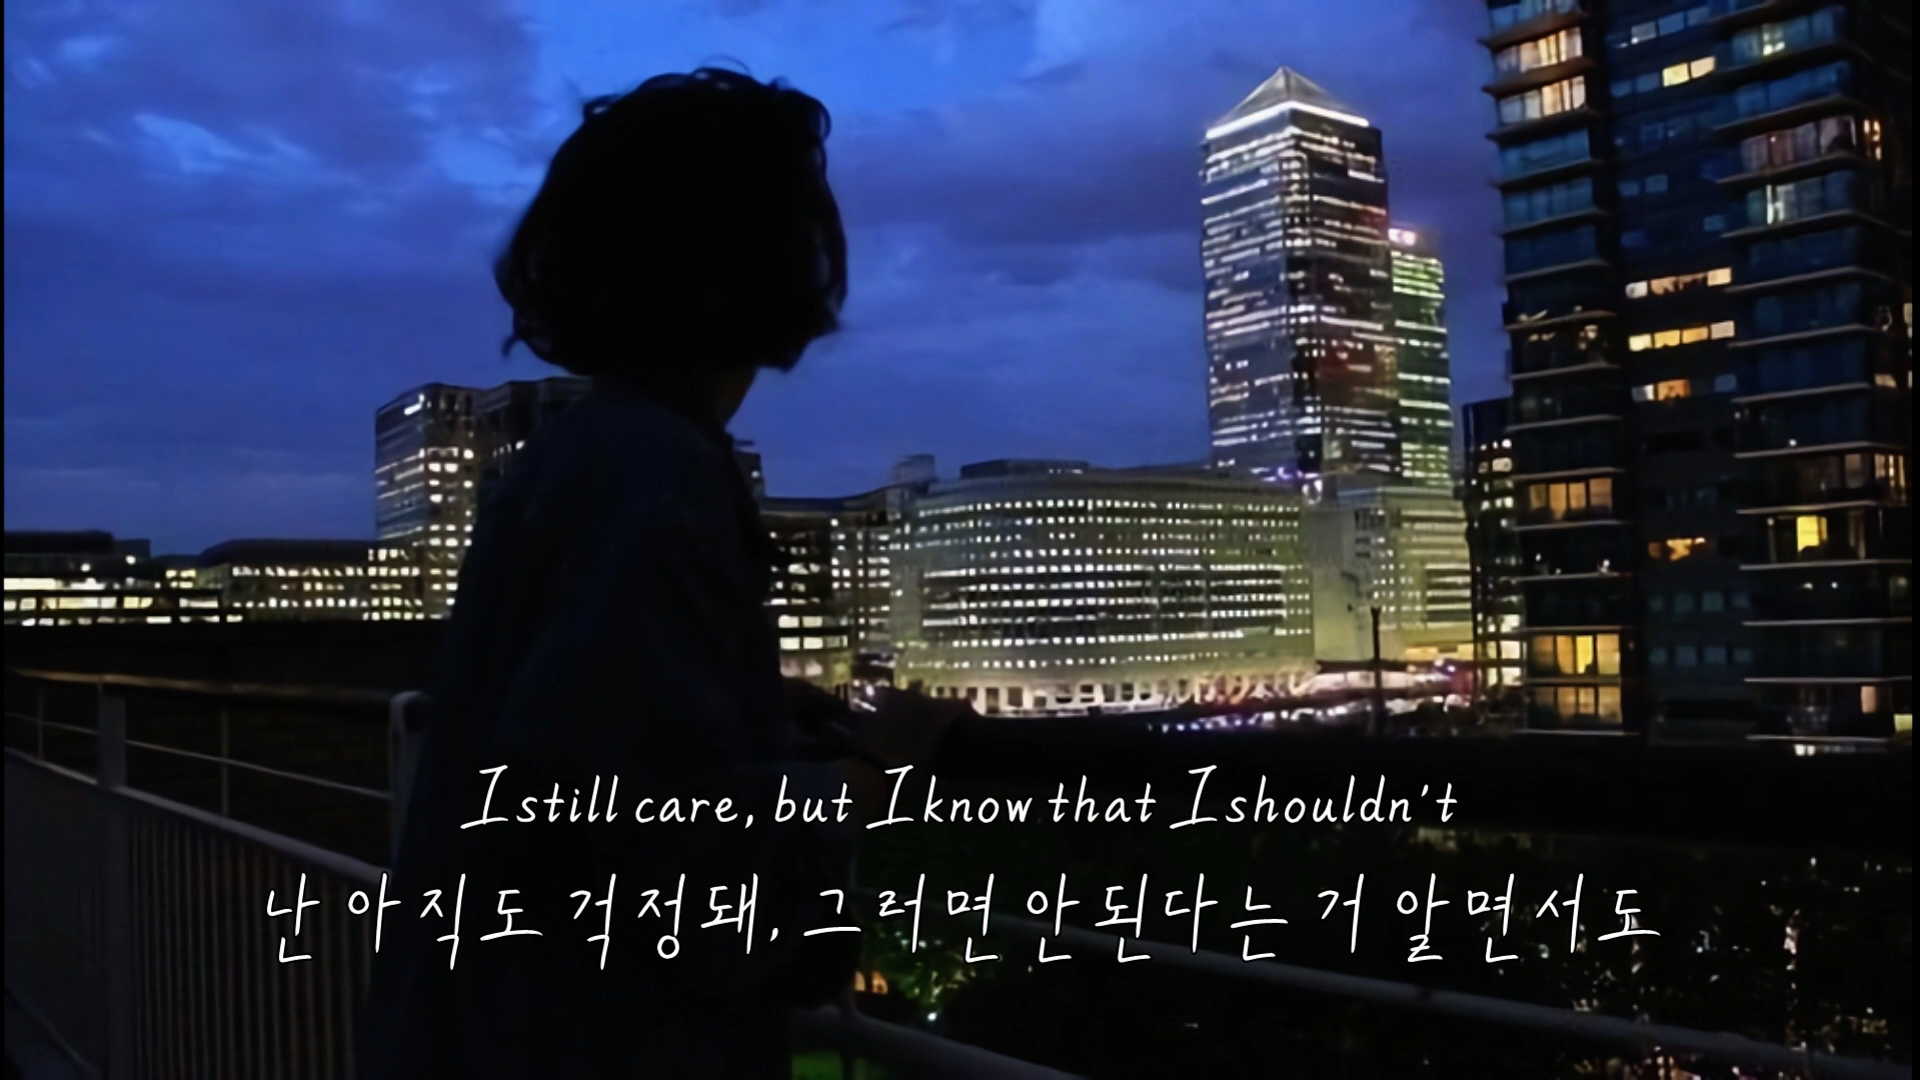 I still care, but I know that I shouldn't
난 아직도 걱정돼, 그러면 안 된다는 거 알면서도